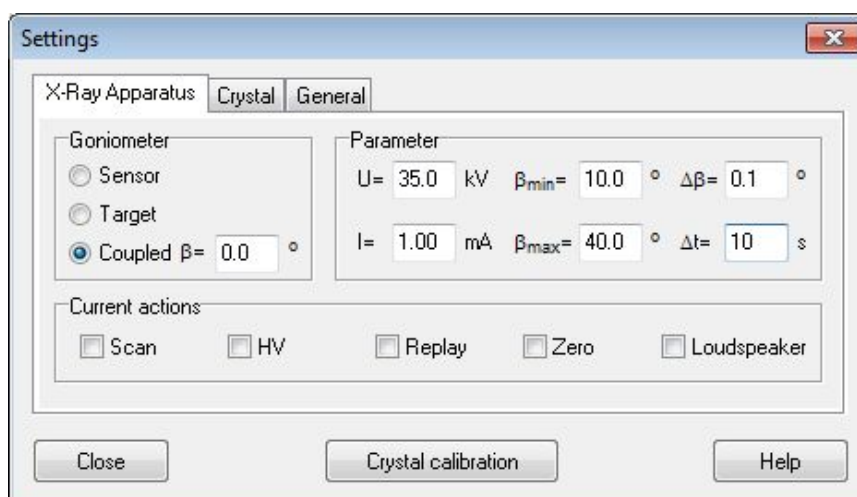 Settings
X-Ray Apparatus Crystal General
Goniometer
Sensor
Target
Coupled β= 0.0 °
Parameter
U= 35.0 kV βmin= 10.0 ° Δβ= 0.1 °
I= 1.00 mA βmax= 40.0 ° Δt= 10 s
Current actions
Scan HV Replay Zero Loudspeaker
Close Crystal calibration Help